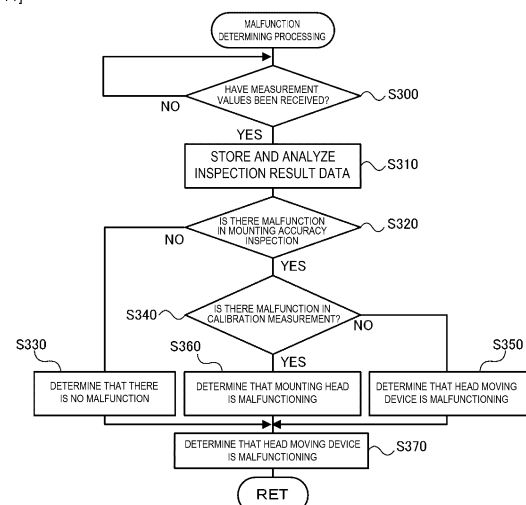 MALFUNCTION
DETERMINING PROCESSING
HAVE MEASUREMENT
VALUES BEEN RECEIVED?
S300
NO
YES
STORE AND ANALYZE
INSPECTION RESULT DATA
S310
IS THERE MALFUNCTION
IN MOUNTING ACCURACY
INSPECTION
S320
NO
YES
S340
IS THERE MALFUNCTION IN
CALIBRATION MEASUREMENT?
NO
YES
S330
S360
S350
DETERMINE THAT THERE
IS NO MALFUNCTION
DETERMINE THAT MOUNTING HEAD
IS MALFUNCTIONING
DETERMINE THAT HEAD MOVING
DEVICE IS MALFUNCTIONING
DETERMINE THAT HEAD MOVING DEVICE
IS MALFUNCTIONING
S370
RET